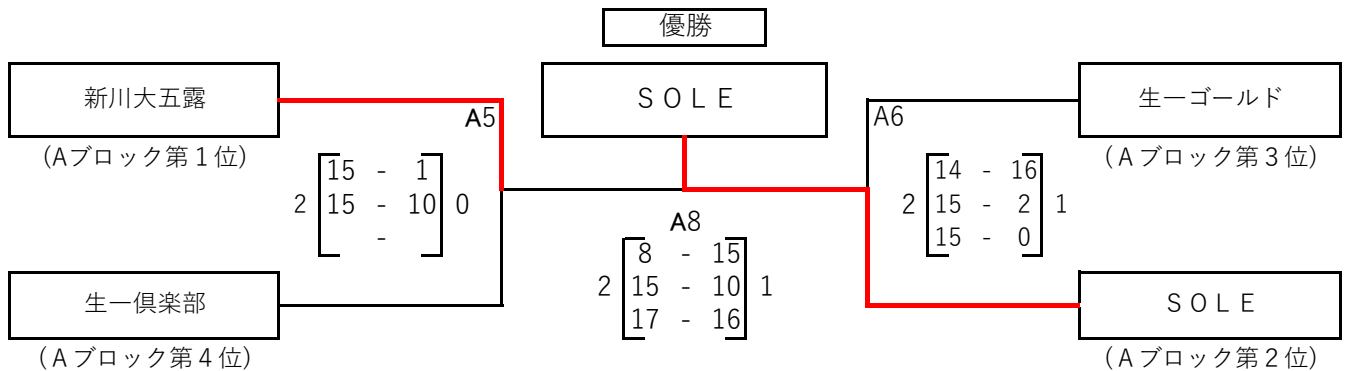 優勝
新川大五露
ＳＯＬＥ
生一ゴールド
A5
A6
(Aブロック第１位)
(Ａブロック第３位)
15 - 1
2 15 - 10 0
-
14 - 16
2 15 - 2 1
15 - 0
A8
8 - 15
2 15 - 10 1
17 - 16
生一倶楽部
ＳＯＬＥ
(Ａブロック第４位)
(Ａブロック第２位)